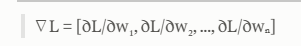 ∇L = [∂L/∂w₁, ∂L/∂w₂, ..., ∂L/∂wₙ]